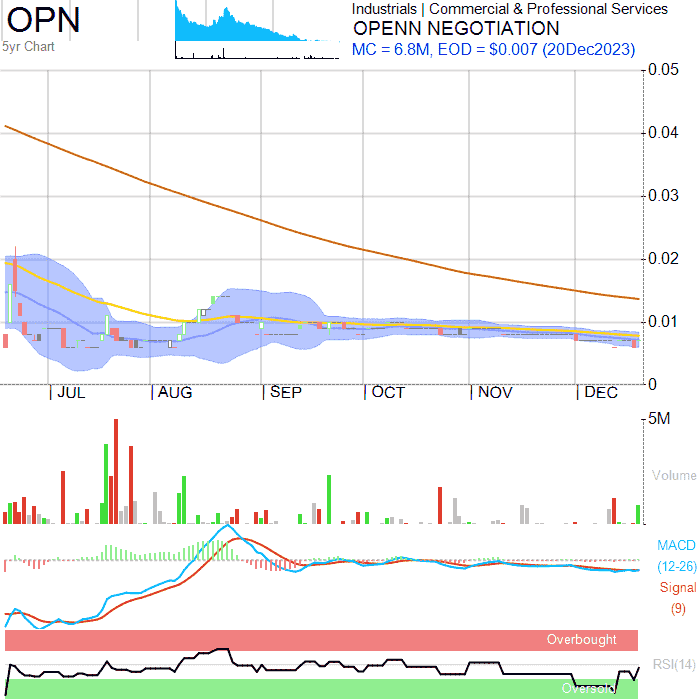 OPN
5yr Chart
Industrials | Commercial & Professional Services
OPENN NEGOTIATION
MC = 6.8M, EOD = $0.007 (20Dec2023)
0.05
0.04
0.03
0.02
0.01
0
JUL AUG SEP OCT NOV DEC
5M
Volume
MACD
(12-26)
Signal
(9)
Overbought
RSI(14)
Oversold